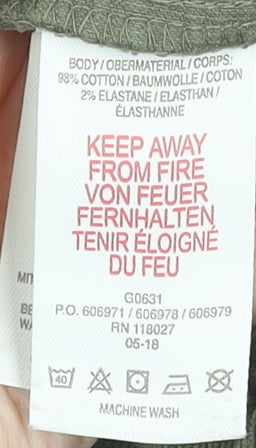 BODY / OBERMATERIAL / CORPS:
98% COTTON / BAUMWOLLE / COTON
2% ELASTANE / ELASTHAN /
ÉLASTHANNE
KEEP AWAY
FROM FIRE
VON FEUER
FERNHALTEN
TENIR ÉLOIGNÉ
DU FEU
G0631
P.O. 606971 / 606978 / 606979
RN 118027
05-18
40
MACHINE WASH
MIT